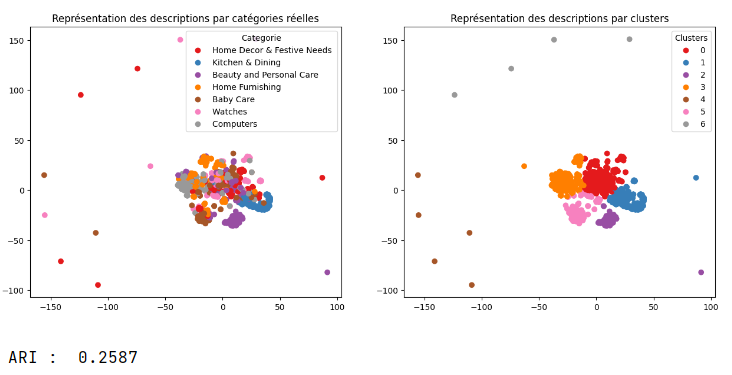 Représentation des descriptions par catégories réelles
150
100
50
0
−50
−100
−150
−100
−50
0
50
100
Categorie
Home Decor & Festive Needs
Kitchen & Dining
Beauty and Personal Care
Home Furnishing
Baby Care
Watches
Computers
Représentation des descriptions par clusters
150
100
50
0
−50
−100
−150
−100
−50
0
50
100
Clusters
0
1
2
3
4
5
6
ARI : 0.2587